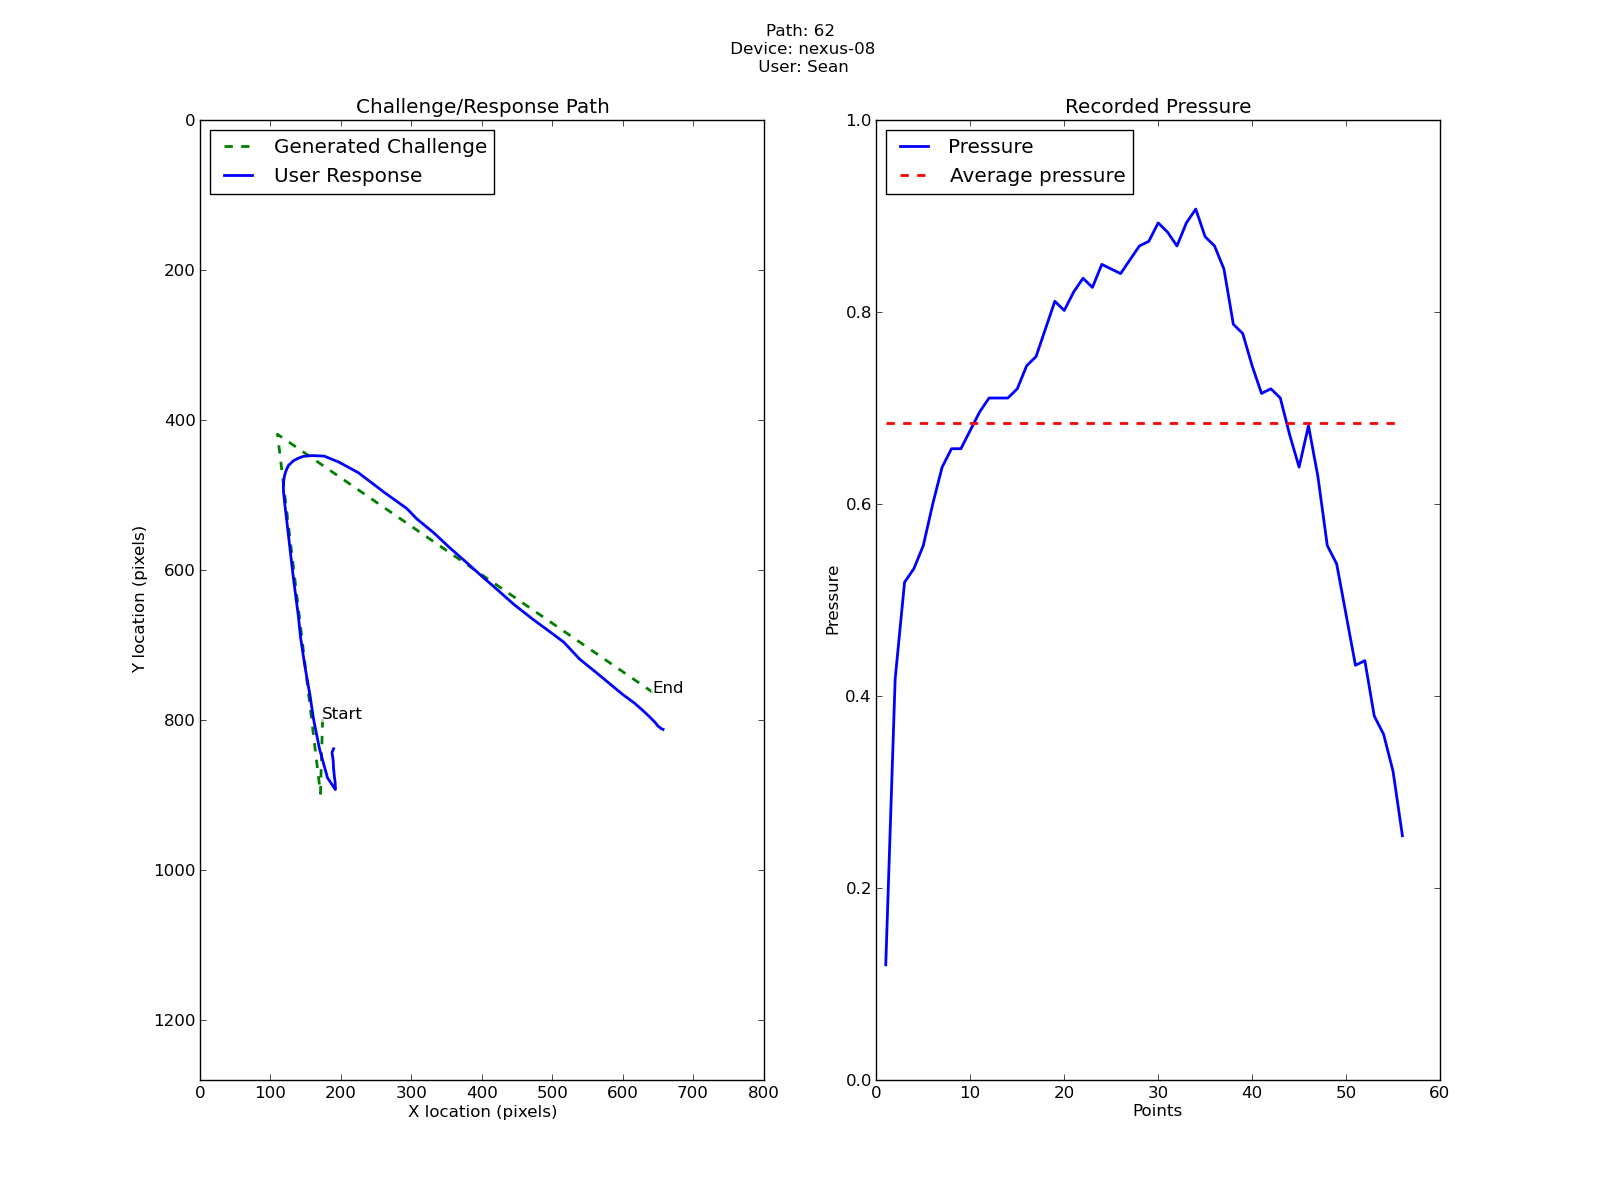 Path: 62
Device: nexus-08
User: Sean
Challenge/Response Path
Generated Challenge
User Response
0
200
400
600
800
1000
1200
Y location (pixels)
Start
End
0 100 200 300 400 500 600 700 800
X location (pixels)
Recorded Pressure
Pressure
Average pressure
1.0
0.8
0.6
0.4
0.2
0.0
Pressure
0 10 20 30 40 50 60
Points